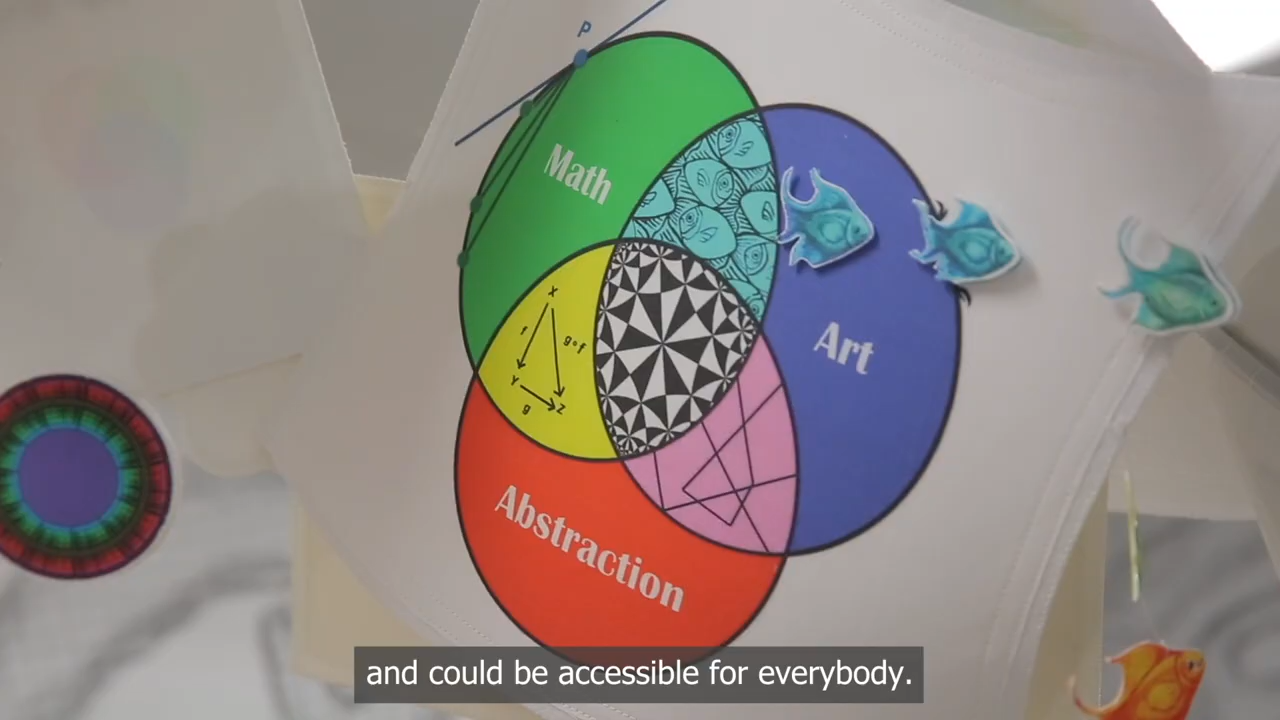 P
Math
Art
X
f
g∘f
Y
g
Z
Abstraction
and could be accessible for everybody.